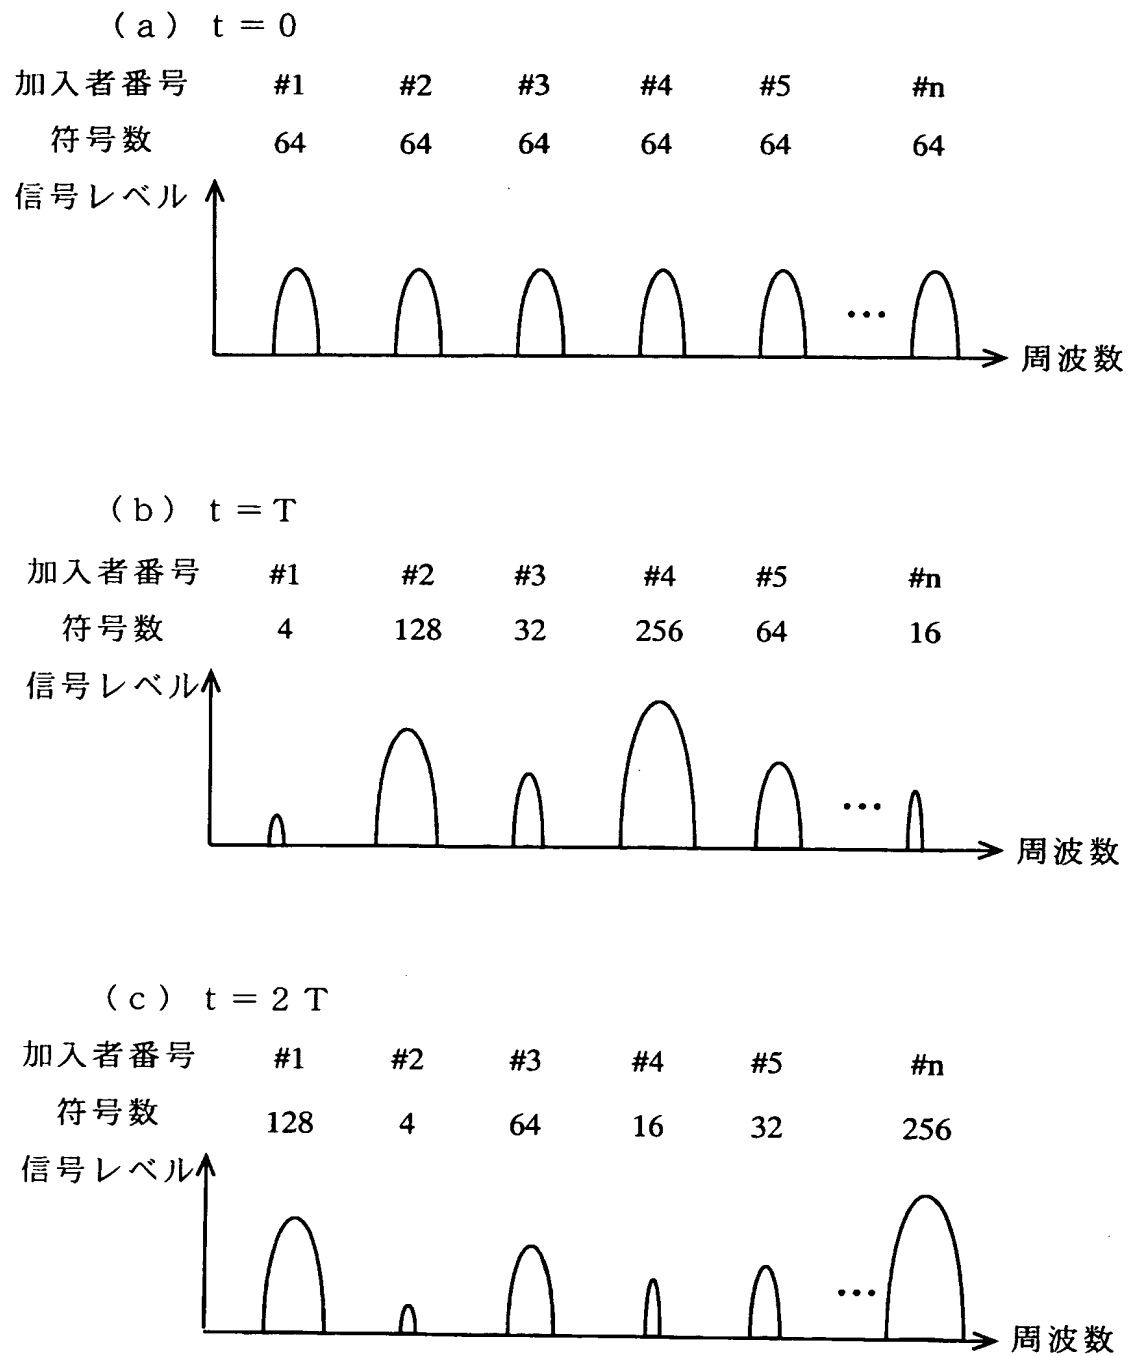 (a) t=0
加入者番号 #1 #2 #3 #4 #5 #n
符号数 64 64 64 64 64 64
信号レベル
…
周波数
(b) t=T
加入者番号 #1 #2 #3 #4 #5 #n
符号数 4 128 32 256 64 16
信号レベル
…
周波数
(c) t=2T
加入者番号 #1 #2 #3 #4 #5 #n
符号数 128 4 64 16 32 256
信号レベル
…
周波数